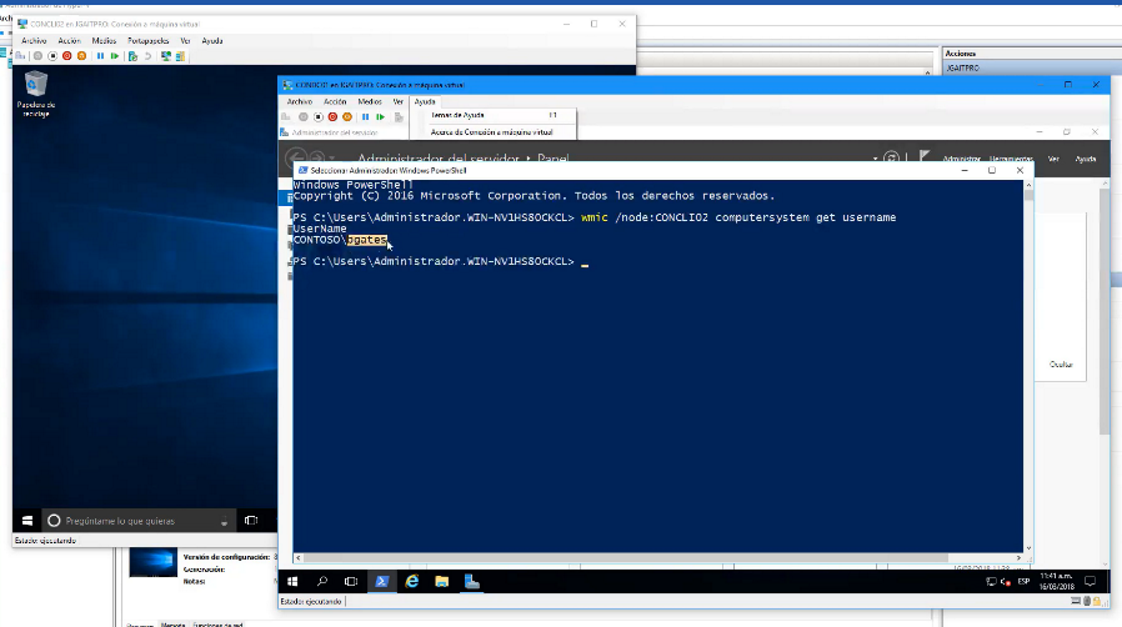 CONCLI02 en JGAITPRO: Conexión a máquina virtual
Archivo Acción Medios Portapapeles Ver Ayuda
Papelera de
reciclaje
Pregúntame lo que quieras
Estado: ejecutando
Versión de configuración:
Generación:
Notas:
Acciones
JGAITPRO
en JGAITPRO: Conexión a máquina virtual
Archivo Acción Medios Ver Ayuda
Temas de Ayuda F1
Acerca de Conexión a máquina virtual
Administrador del servidor
Administrador del servidor • Panel
Administrar Herramientas Ver Ayuda
Seleccionar Administrador: Windows PowerShell
Windows PowerShell
Copyright (C) 2016 Microsoft Corporation. Todos los derechos reservados.
PS C:\Users\Administrador.WIN-NV1HS8OCKCL> wmic /node:CONCLI02 computersystem get username
UserName
CONTOSO\bgates
PS C:\Users\Administrador.WIN-NV1HS8OCKCL> _
Ocultar
ESP
11:41 a.m.
16/03/2018
Estado: ejecutando